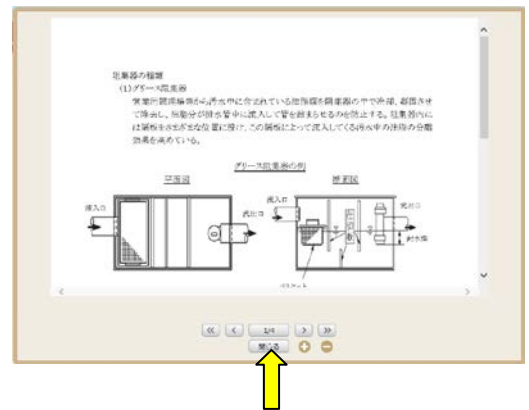 阻集器の種類
(1)グリース阻集器
営業用調理場等から汚水中に含まれている油脂類を阻集器の中で冷却、凝固させ
て除去し、油脂分が排水管中に流入して管を詰まらせるのを防止する。阻集器内に
は隔板をさまざまな位置に設け、この隔板によって流入してくる汚水中の油脂の分離
効果を高めている。
グリース阻集器の例
平面図
断面図
流入口
流出口
流入口
流出口
封水深
バスケット
1/4
閉じる